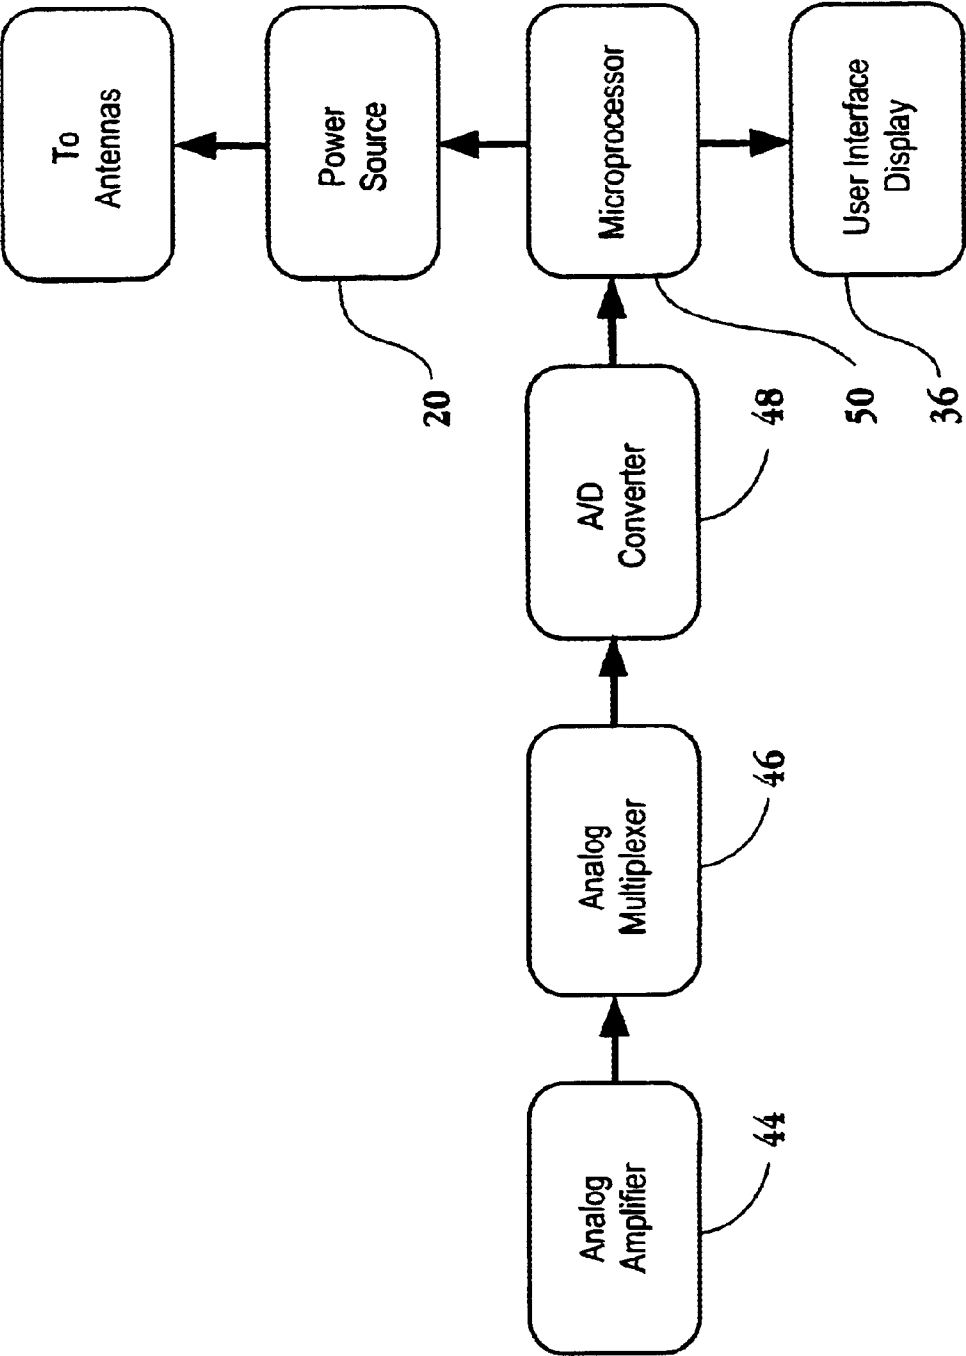 To
Antennas
Power
Source
20
Microprocessor
50
User Interface
Display
36
A/D
Converter
48
Analog
Multiplexer
46
Analog
Amplifier
44